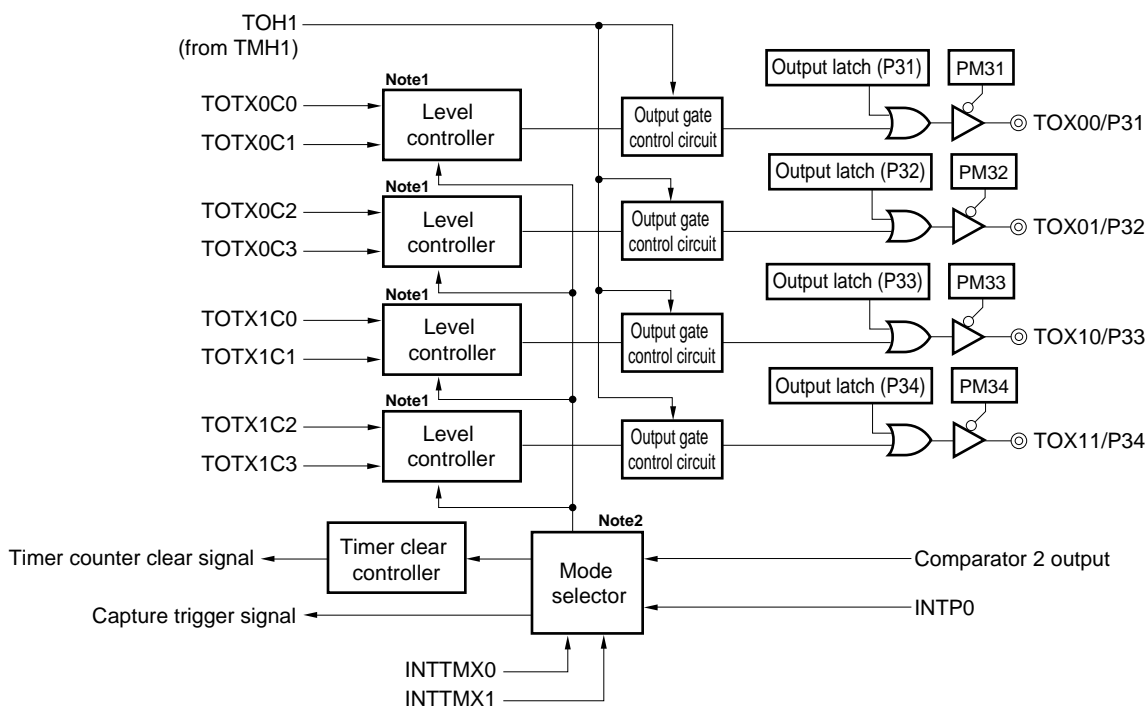 TOH1
(from TMH1)
Output latch (P31)
PM31
Note1
TOTX0C0
TOTX0C1
Level
controller
Output gate
control circuit
TOX00/P31
Output latch (P32)
PM32
Note1
TOTX0C2
TOTX0C3
Level
controller
Output gate
control circuit
TOX01/P32
Output latch (P33)
PM33
Note1
TOTX1C0
TOTX1C1
Level
controller
Output gate
control circuit
TOX10/P33
Output latch (P34)
PM34
Note1
TOTX1C2
TOTX1C3
Level
controller
Output gate
control circuit
TOX11/P34
Note2
Timer counter clear signal
Timer clear
controller
Mode
selector
Comparator 2 output
Capture trigger signal
INTP0
INTTMX0
INTTMX1